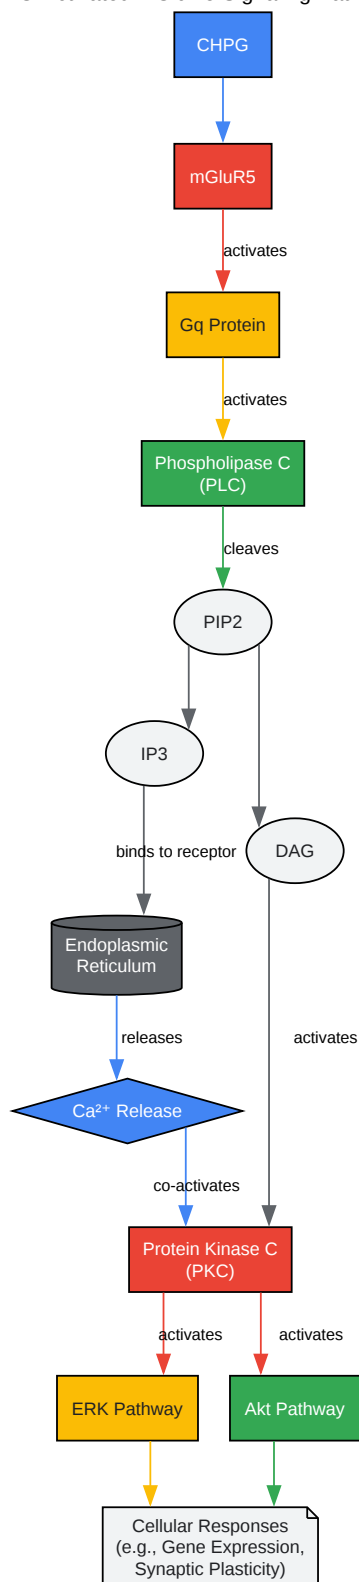 CHPG
mGluR5
activates
Gq Protein
activates
Phospholipase C
(PLC)
cleaves
PIP2
IP3
binds to receptor
DAG
Endoplasmic
Reticulum
releases
activates
Ca²⁺ Release
co-activates
Protein Kinase C
(PKC)
activates
activates
ERK Pathway
Akt Pathway
Cellular Responses
(e.g., Gene Expression,
Synaptic Plasticity)